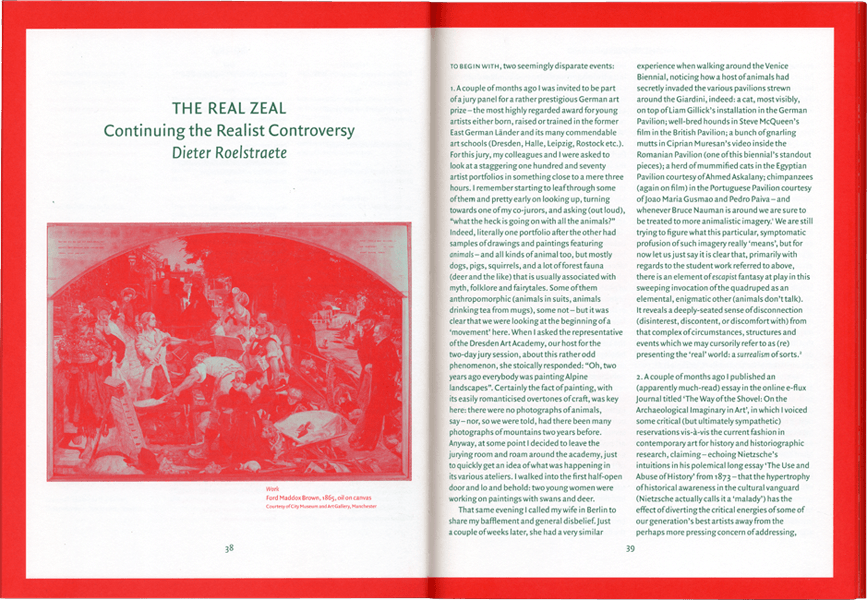 THE REAL ZEAL
Continuing the Realist Controversy
Dieter Roelstraete
Work
Ford Maddox Brown, 1865, oil on canvas
Courtesy of City Museum and Art Gallery, Manchester
38
TO BEGIN WITH, two seemingly disparate events:
1. A couple of months ago I was invited to be part
of a jury panel for a rather prestigious German art
prize – the most highly regarded award for young
artists either born, raised or trained in the former
East German Länder and its many commendable
art schools (Dresden, Halle, Leipzig, Rostock etc.).
For this jury, my colleagues and I were asked to
look at a staggering one hundred and seventy
artist portfolios in something close to a mere three
hours. I remember starting to leaf through some
of them and pretty early on looking up, turning
towards one of my co-jurors, and asking (out loud),
“what the heck is going on with all the animals?”
Indeed, literally one portfolio after the other had
samples of drawings and paintings featuring
animals – and all kinds of animal too, but mostly
dogs, pigs, squirrels, and a lot of forest fauna
(deer and the like) that is usually associated with
myth, folklore and fairytales. Some of them
anthropomorphic (animals in suits, animals
drinking tea from mugs), some not – but it was
clear that we were looking at the beginning of a
‘movement’ here. When I asked the representative
of the Dresden Art Academy, our host for the
two-day jury session, about this rather odd
phenomenon, she stoically responded: “Oh, two
years ago everybody was painting Alpine
landscapes”. Certainly the fact of painting, with
its easily romanticised overtones of craft, was key
here: there were no photographs of animals,
say – nor, so we were told, had there been many
photographs of mountains two years before.
Anyway, at some point I decided to leave the
jurying room and roam around the academy, just
to quickly get an idea of what was happening in
its various ateliers. I walked into the first half-open
door and lo and behold: two young women were
working on paintings with swans and deer.
That same evening I called my wife in Berlin to
share my bafflement and general disbelief. Just
a couple of weeks later, she had a very similar
experience when walking around the Venice
Biennial, noticing how a host of animals had
secretly invaded the various pavilions strewn
around the Giardini, indeed: a cat, most visibly,
on top of Liam Gillick’s installation in the German
Pavilion; well-bred hounds in Steve McQueen’s
film in the British Pavilion; a bunch of gnarling
mutts in Ciprian Muresan’s video inside the
Romanian Pavilion (one of this biennial’s standout
pieces); a herd of mummified cats in the Egyptian
Pavilion courtesy of Ahmed Askalany; chimpanzees
(again on film) in the Portuguese Pavilion courtesy
of Joao Maria Gusmao and Pedro Paiva – and
whenever Bruce Nauman is around we are sure to
be treated to more animalistic imagery.¹ We are still
trying to figure what this particular, symptomatic
profusion of such imagery really ‘means’, but for
now let us just say it is clear that, primarily with
regards to the student work referred to above,
there is an element of escapist fantasy at play in this
sweeping invocation of the quadruped as an
elemental, enigmatic other (animals don’t talk).
It reveals a deeply-seated sense of disconnection
(disinterest, discontent, or discomfort with) from
that complex of circumstances, structures and
events which we may cursorily refer to as (re)
presenting the ‘real’ world: a surrealism of sorts.²
2. A couple of months ago I published an
(apparently much-read) essay in the online e-flux
Journal titled ‘The Way of the Shovel: On the
Archaeological Imaginary in Art’, in which I voiced
some critical (but ultimately sympathetic)
reservations vis-à-vis the current fashion in
contemporary art for history and historiographic
research, claiming – echoing Nietzsche’s
intuitions in his polemical long essay ‘The Use and
Abuse of History’ from 1873 – that the hypertrophy
of historical awareness in the cultural vanguard
(Nietzsche actually calls it a ‘malady’) has the
effect of diverting the critical energies of some of
our generation’s best artists away from the
perhaps more pressing concern of addressing,
39